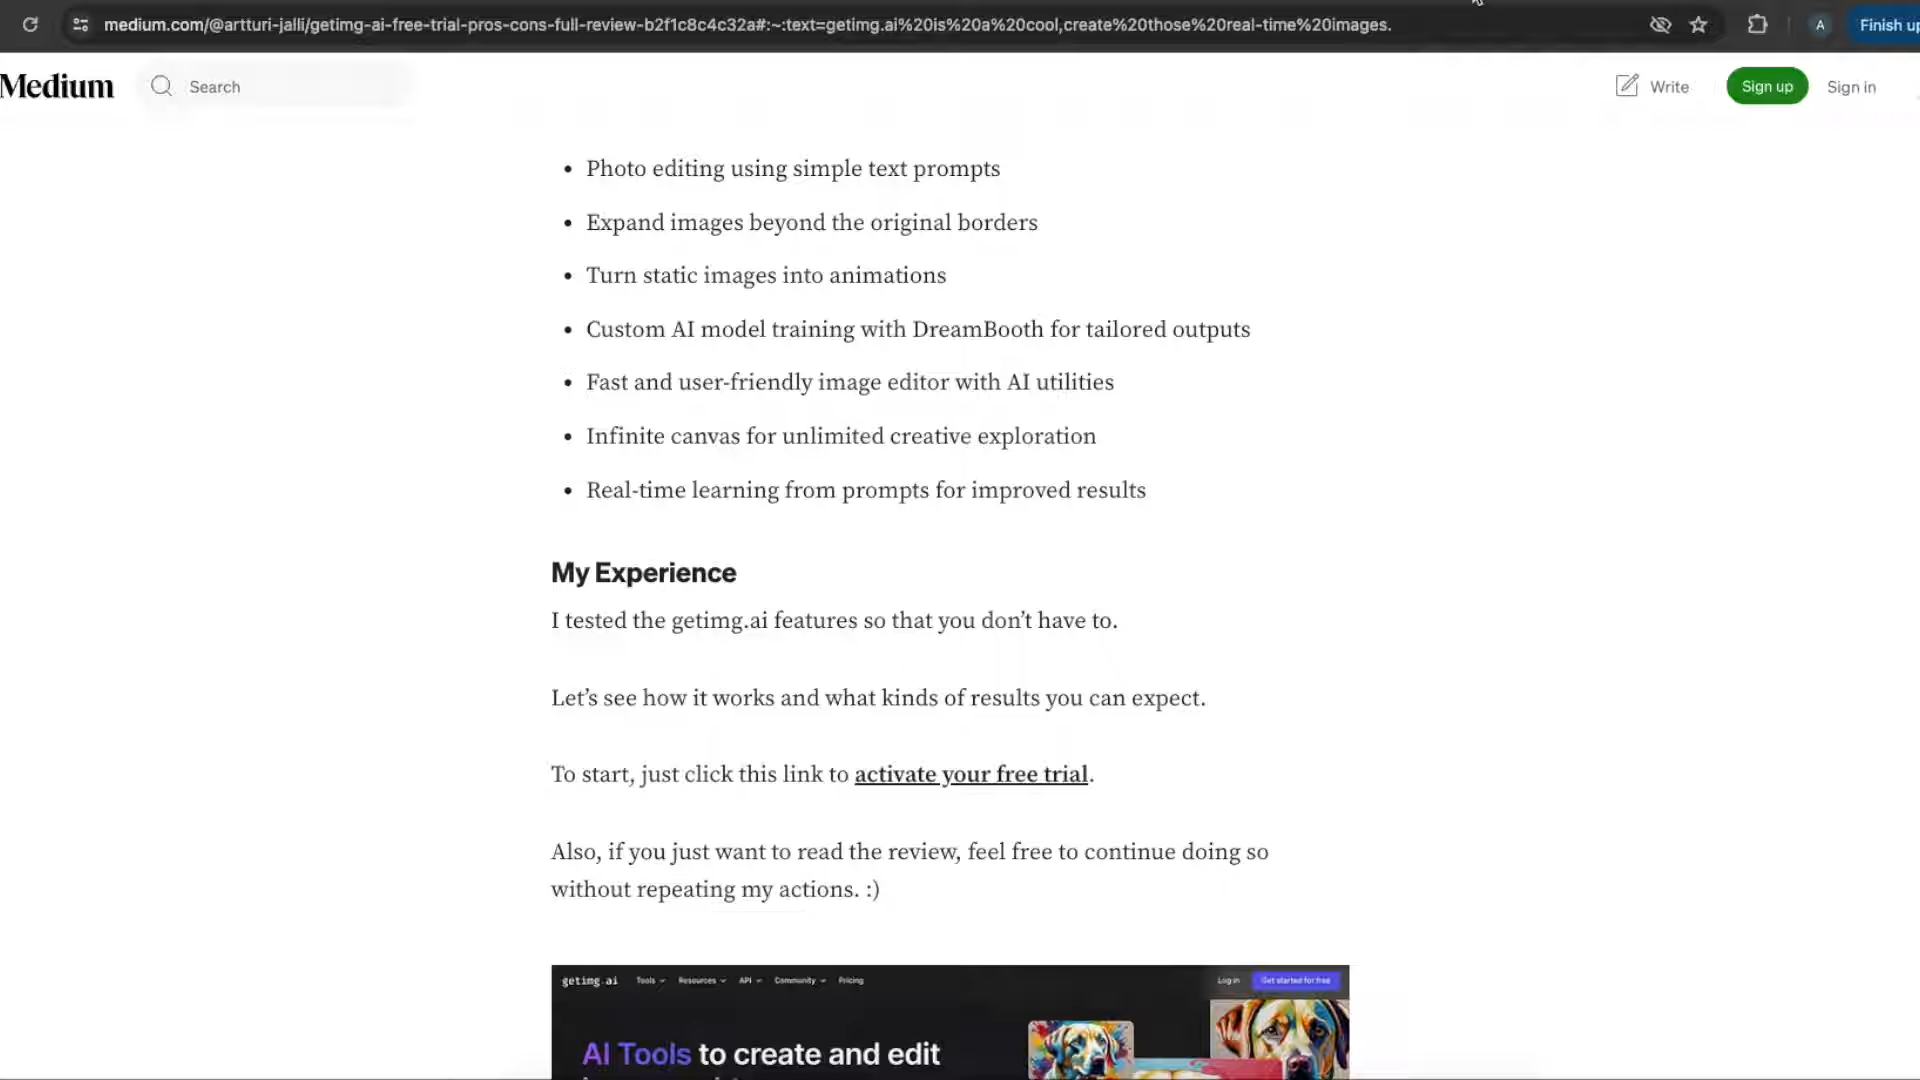 medium.com/@artturi-jalli/getimg-ai-free-trial-pros-cons-full-review-b2f1c8c4c32a#:~:text=getimg.ai%20is%20a%20cool,create%20those%20real-time%20images.
A
Finish up
Medium
Search
Write
Sign up
Sign in
• Photo editing using simple text prompts
• Expand images beyond the original borders
• Turn static images into animations
• Custom AI model training with DreamBooth for tailored outputs
• Fast and user-friendly image editor with AI utilities
• Infinite canvas for unlimited creative exploration
• Real-time learning from prompts for improved results
My Experience
I tested the getimg.ai features so that you don’t have to.
Let’s see how it works and what kinds of results you can expect.
To start, just click this link to activate your free trial.
Also, if you just want to read the review, feel free to continue doing so
without repeating my actions. :)
getimg.ai Tools Resources API Community Pricing Log in Get started for free
AI Tools to create and edit